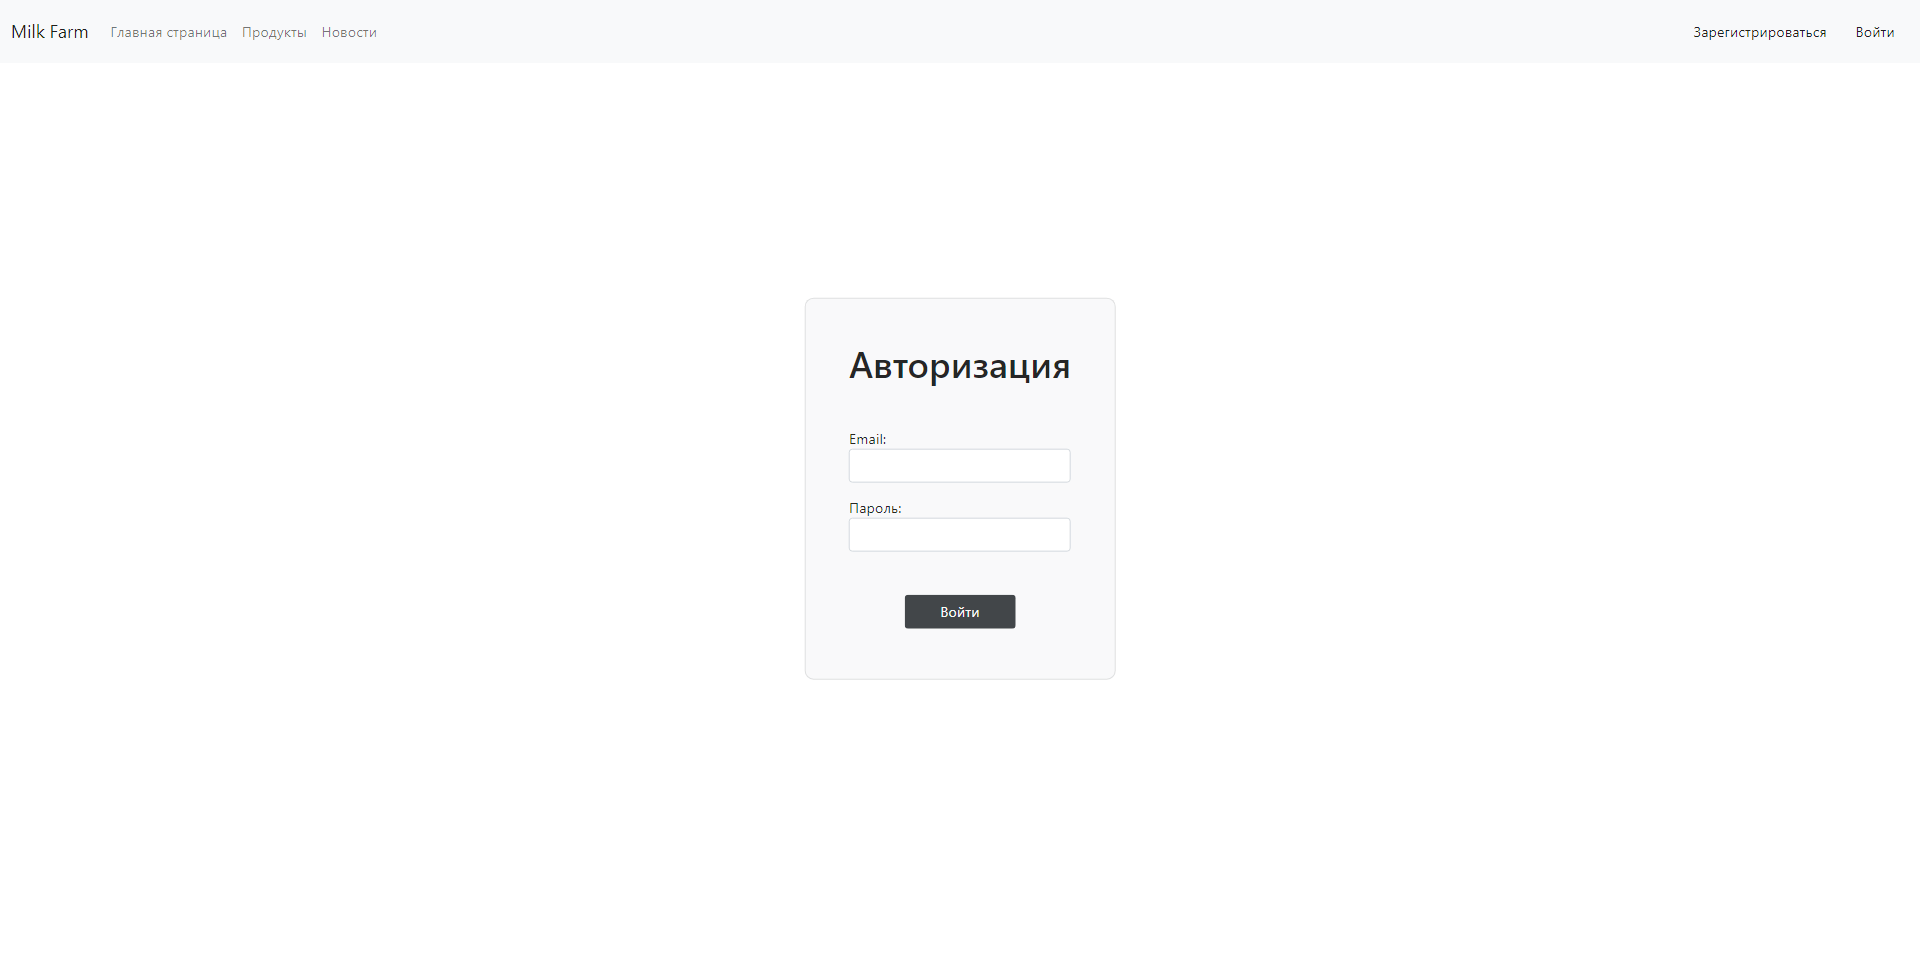 Milk Farm Главная страница Продукты Новости Зарегистрироваться Войти
Авторизация
Email:
Пароль:
Войти